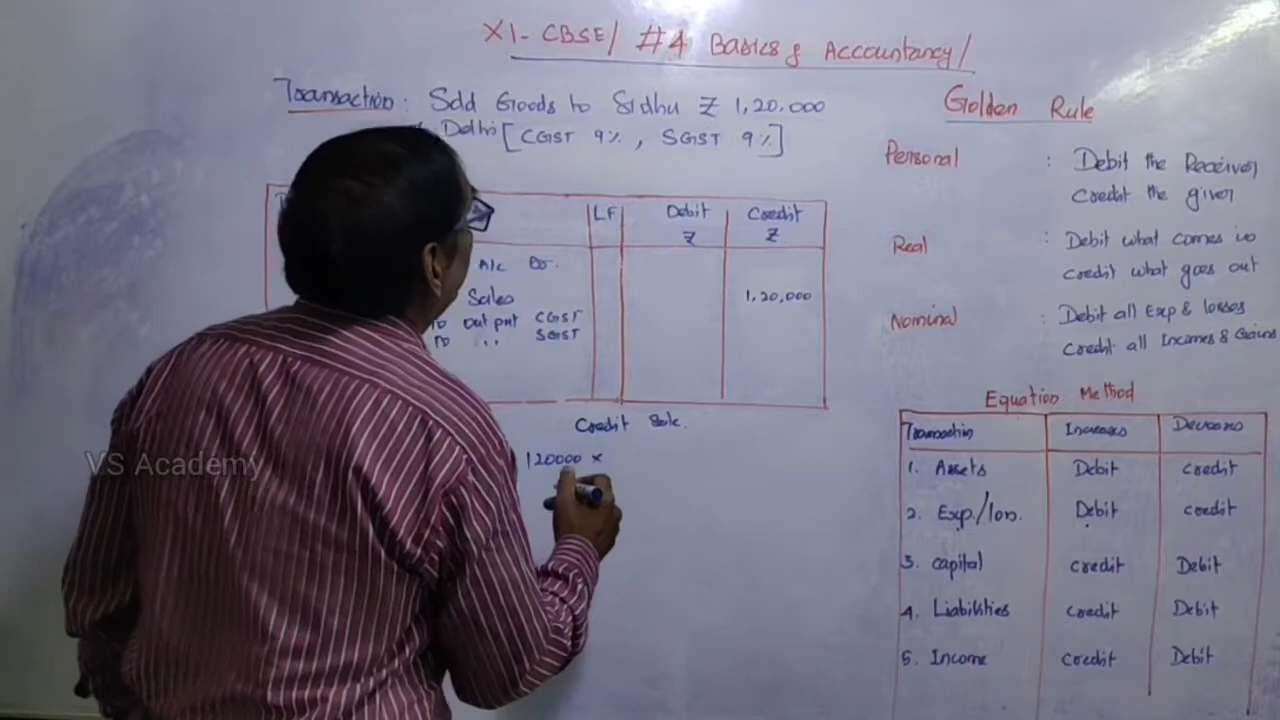 XI- CBSE/ #4 Basics of Accountancy/
Transaction: Sold Goods to Sidhu ₹ 1,20,000
Delhi [CGST 9%, SGST 9%]
LF Debit ₹ Credit ₹
A/c Dr.
Sales 1,20,000
To output CGST
To ,, SGST
Credit Sale.
120000 ×
Golden Rule
Personal : Debit the Receiver
Credit the giver
Real : Debit what comes in
Credit what goes out
Nominal : Debit all Exp & losses
Credit all Incomes & Gains
Equation Method
Transaction Increases Decreases
1. Assets Debit Credit
2. Exp./loss. Debit Credit
3. Capital Credit Debit
4. Liabilities Credit Debit
5. Income Credit Debit
VS Academy